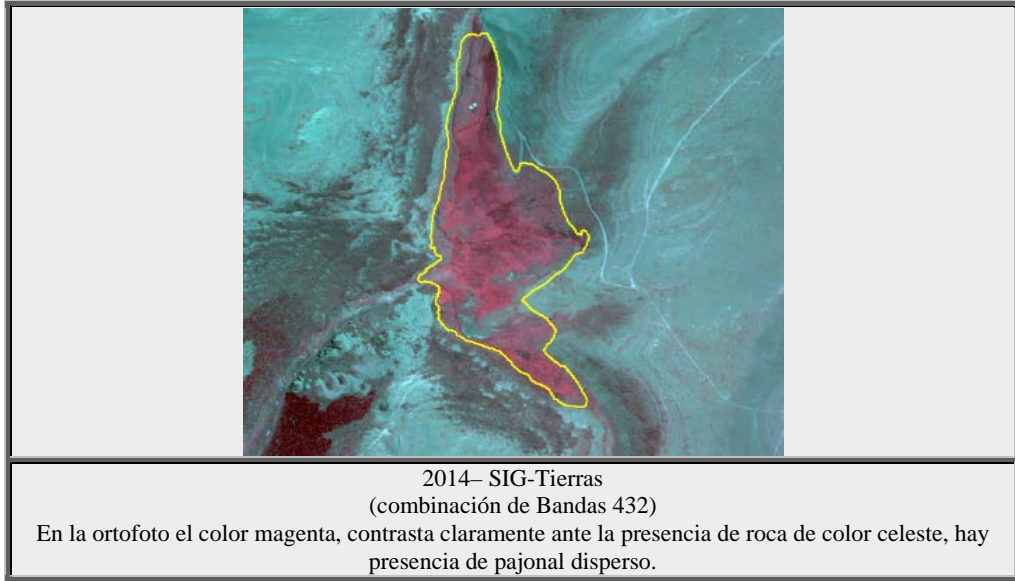 2014– SIG-Tierras
(combinación de Bandas 432)
En la ortofoto el color magenta, contrasta claramente ante la presencia de roca de color celeste, hay
presencia de pajonal disperso.